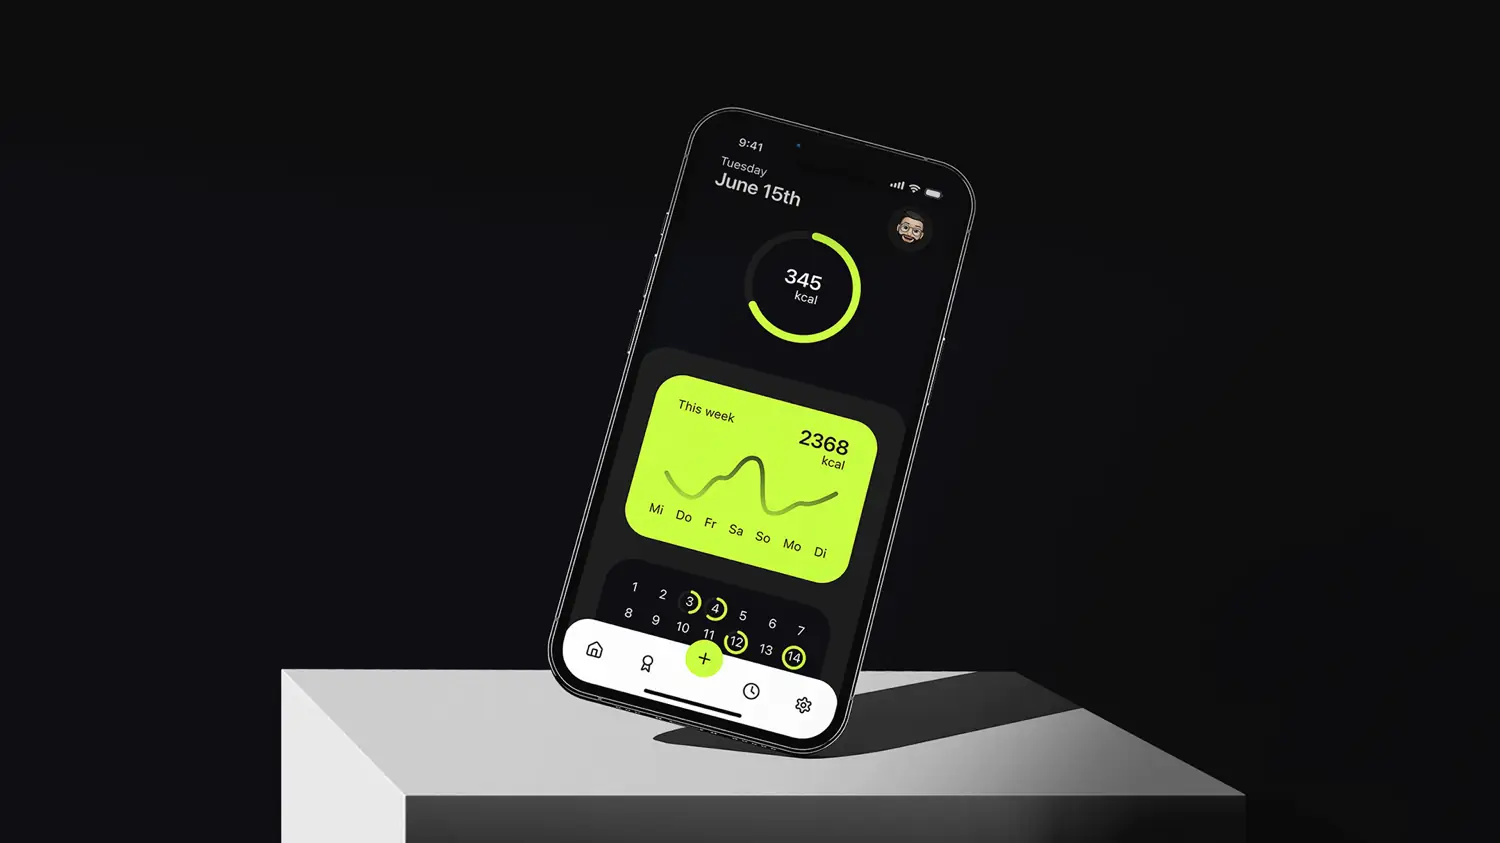 9:41
Tuesday
June 15th
345
kcal
This week
2368
kcal
Mi Do Fr Sa So Mo Di
1 2 3 4 5 6 7
8 9 10 11 12 13 14